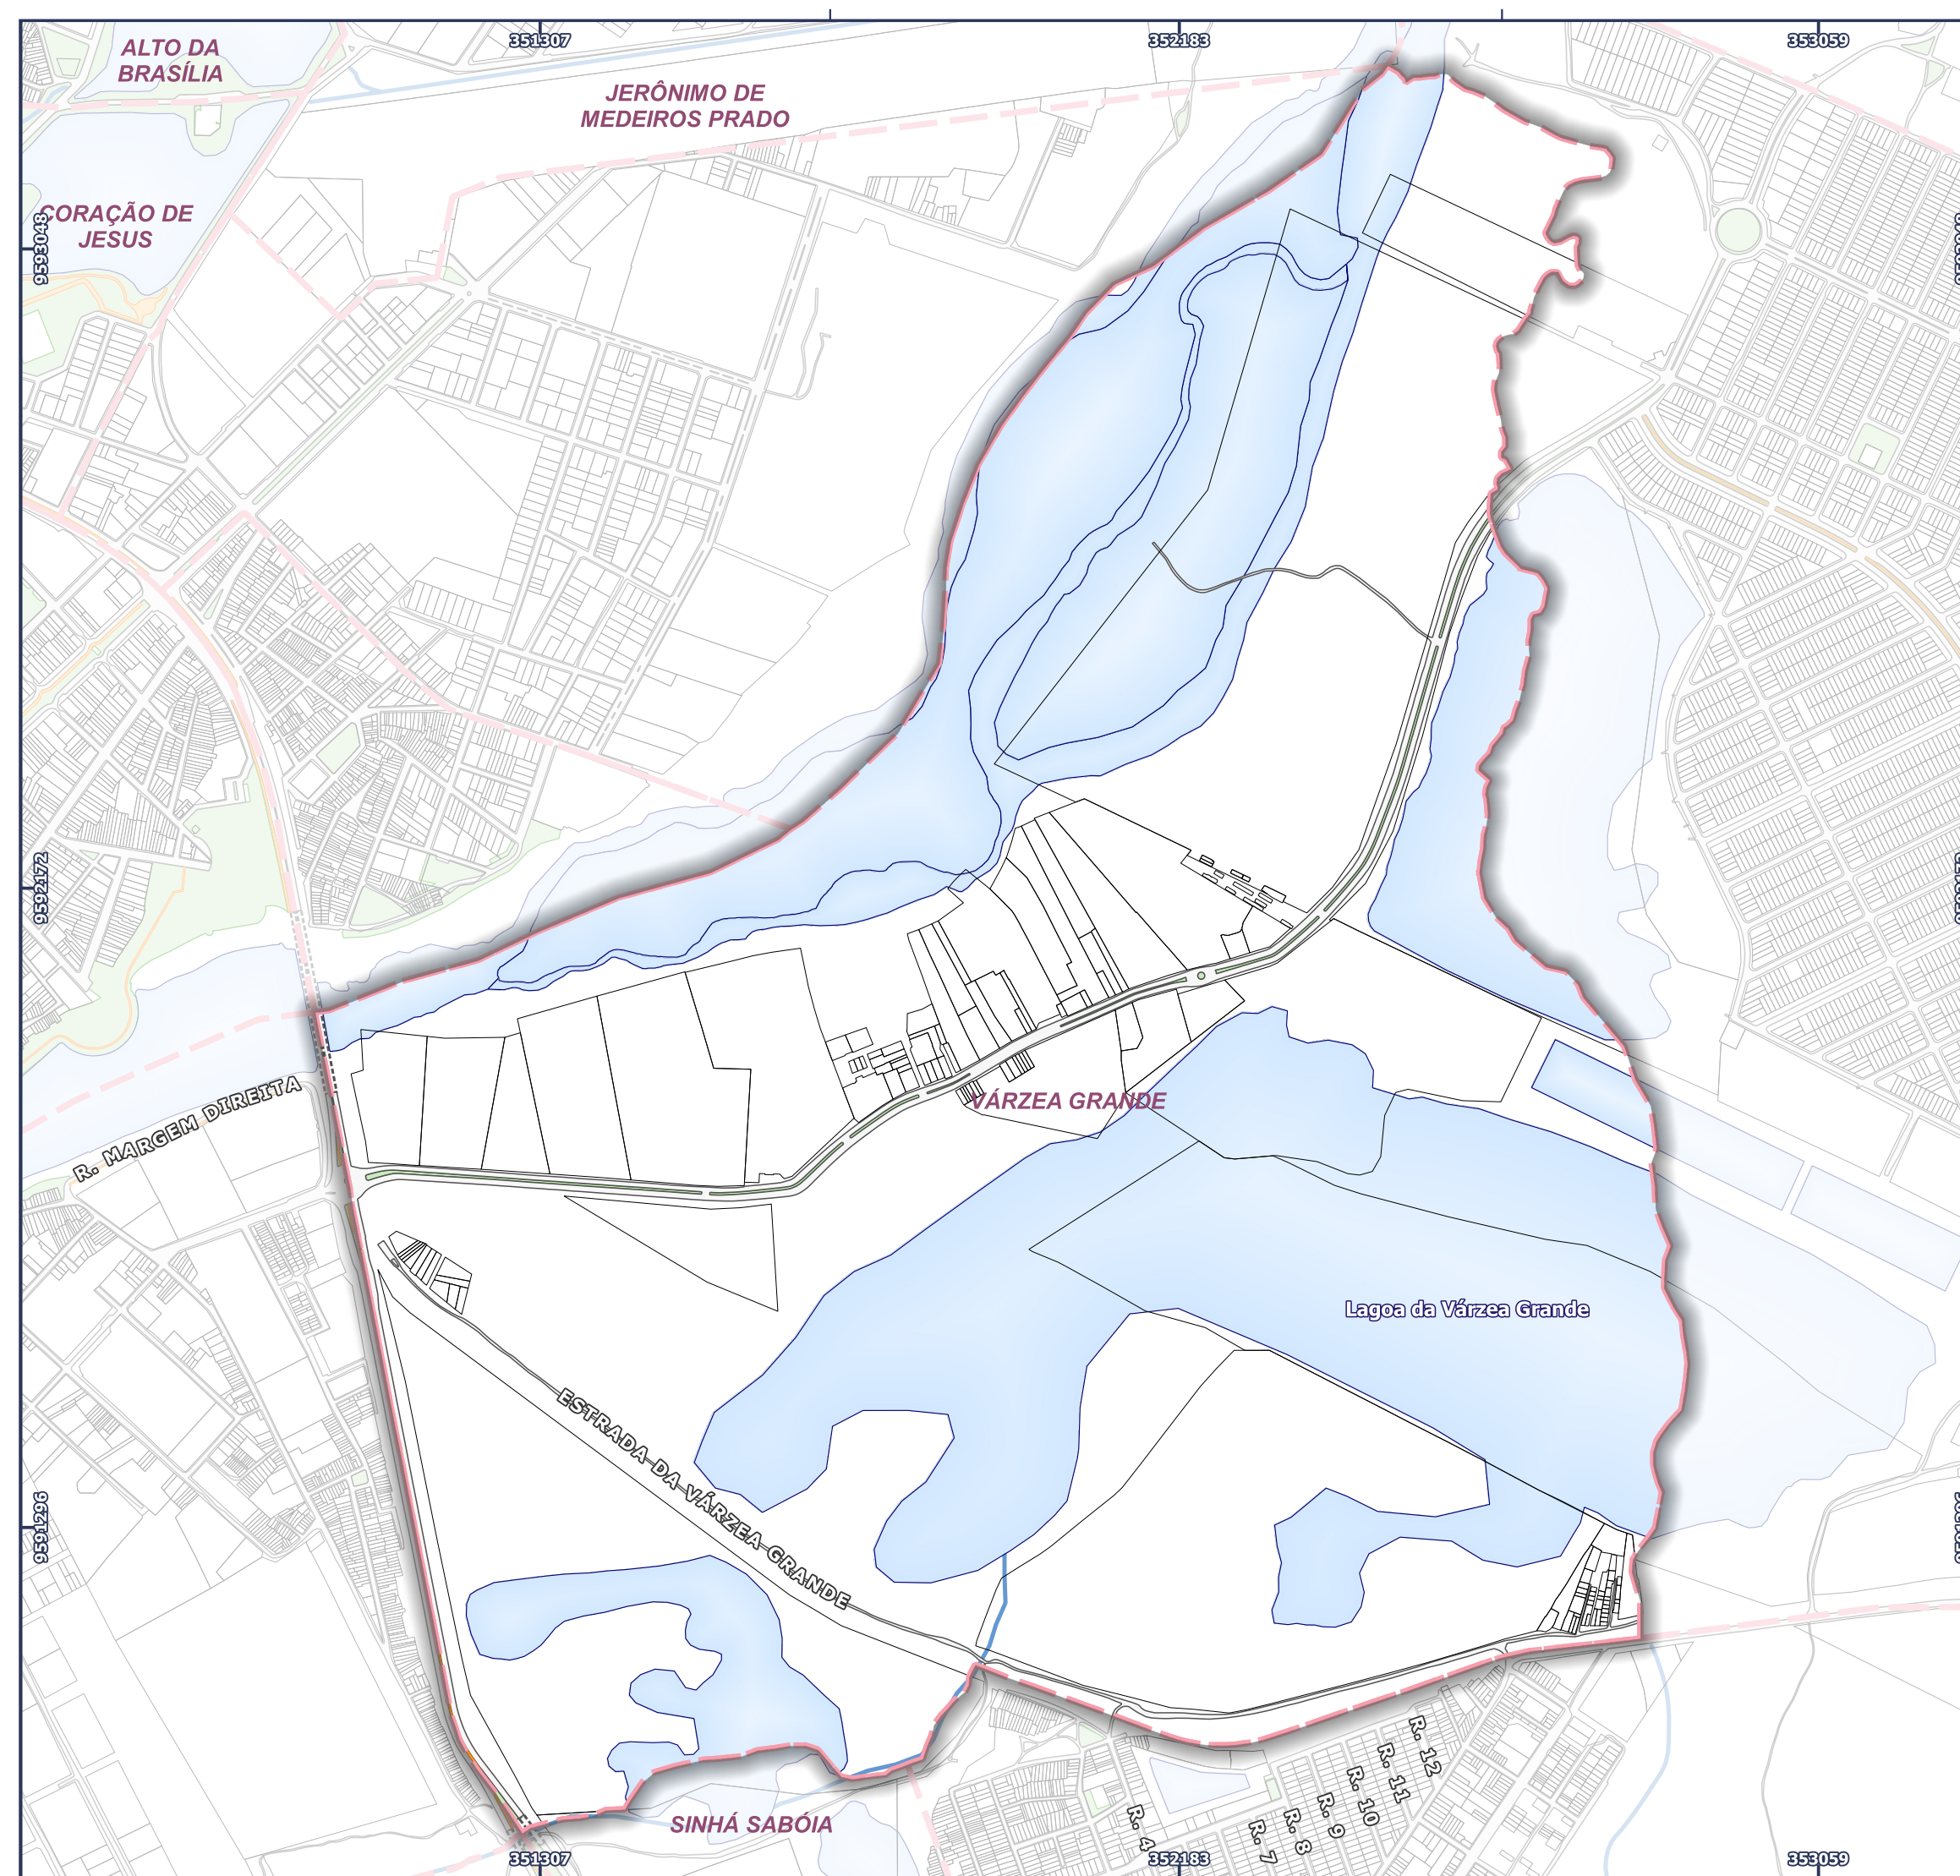 351307
352183
353059
ALTO DA
BRASÍLIA
JERÔNIMO DE
MEDEIROS PRADO
CORAÇÃO DE
JESUS
9593048
9592172
R. MARGEM DIREITA
VÁRZEA GRANDE
Lagoa da Várzea Grande
ESTRADA DA VÁRZEA GRANDE
9591296
SINHÁ SABÓIA
R. 4
R. 7
R. 8
R. 9
R. 10
R. 11
R. 12
351307
352183
353059